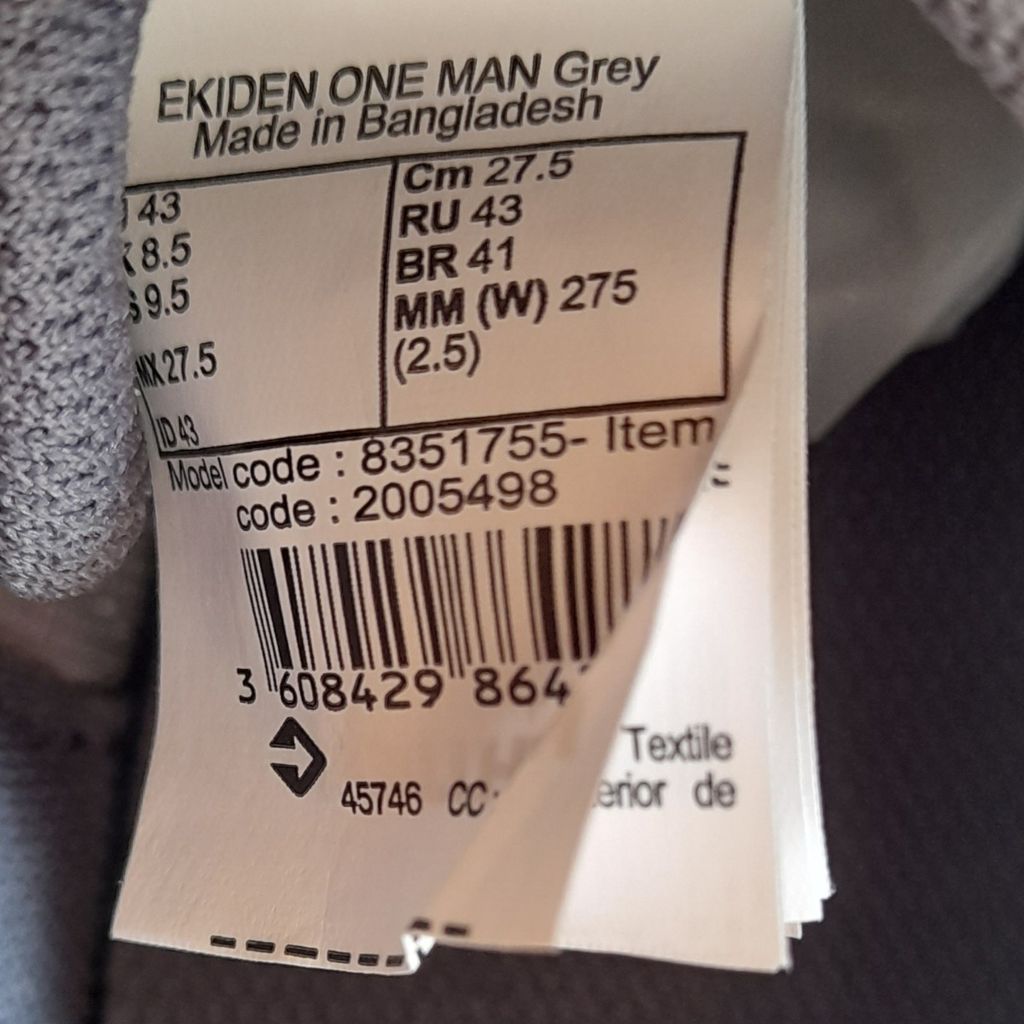 EKIDEN ONE MAN Grey
Made in Bangladesh
43
8.5
9.5
MX 27.5
ID 43
Cm 27.5
RU 43
BR 41
MM (W) 275
(2.5)
Model code : 8351755- Item
code : 2005498
3 608429 864
45746 CC
Textile
de